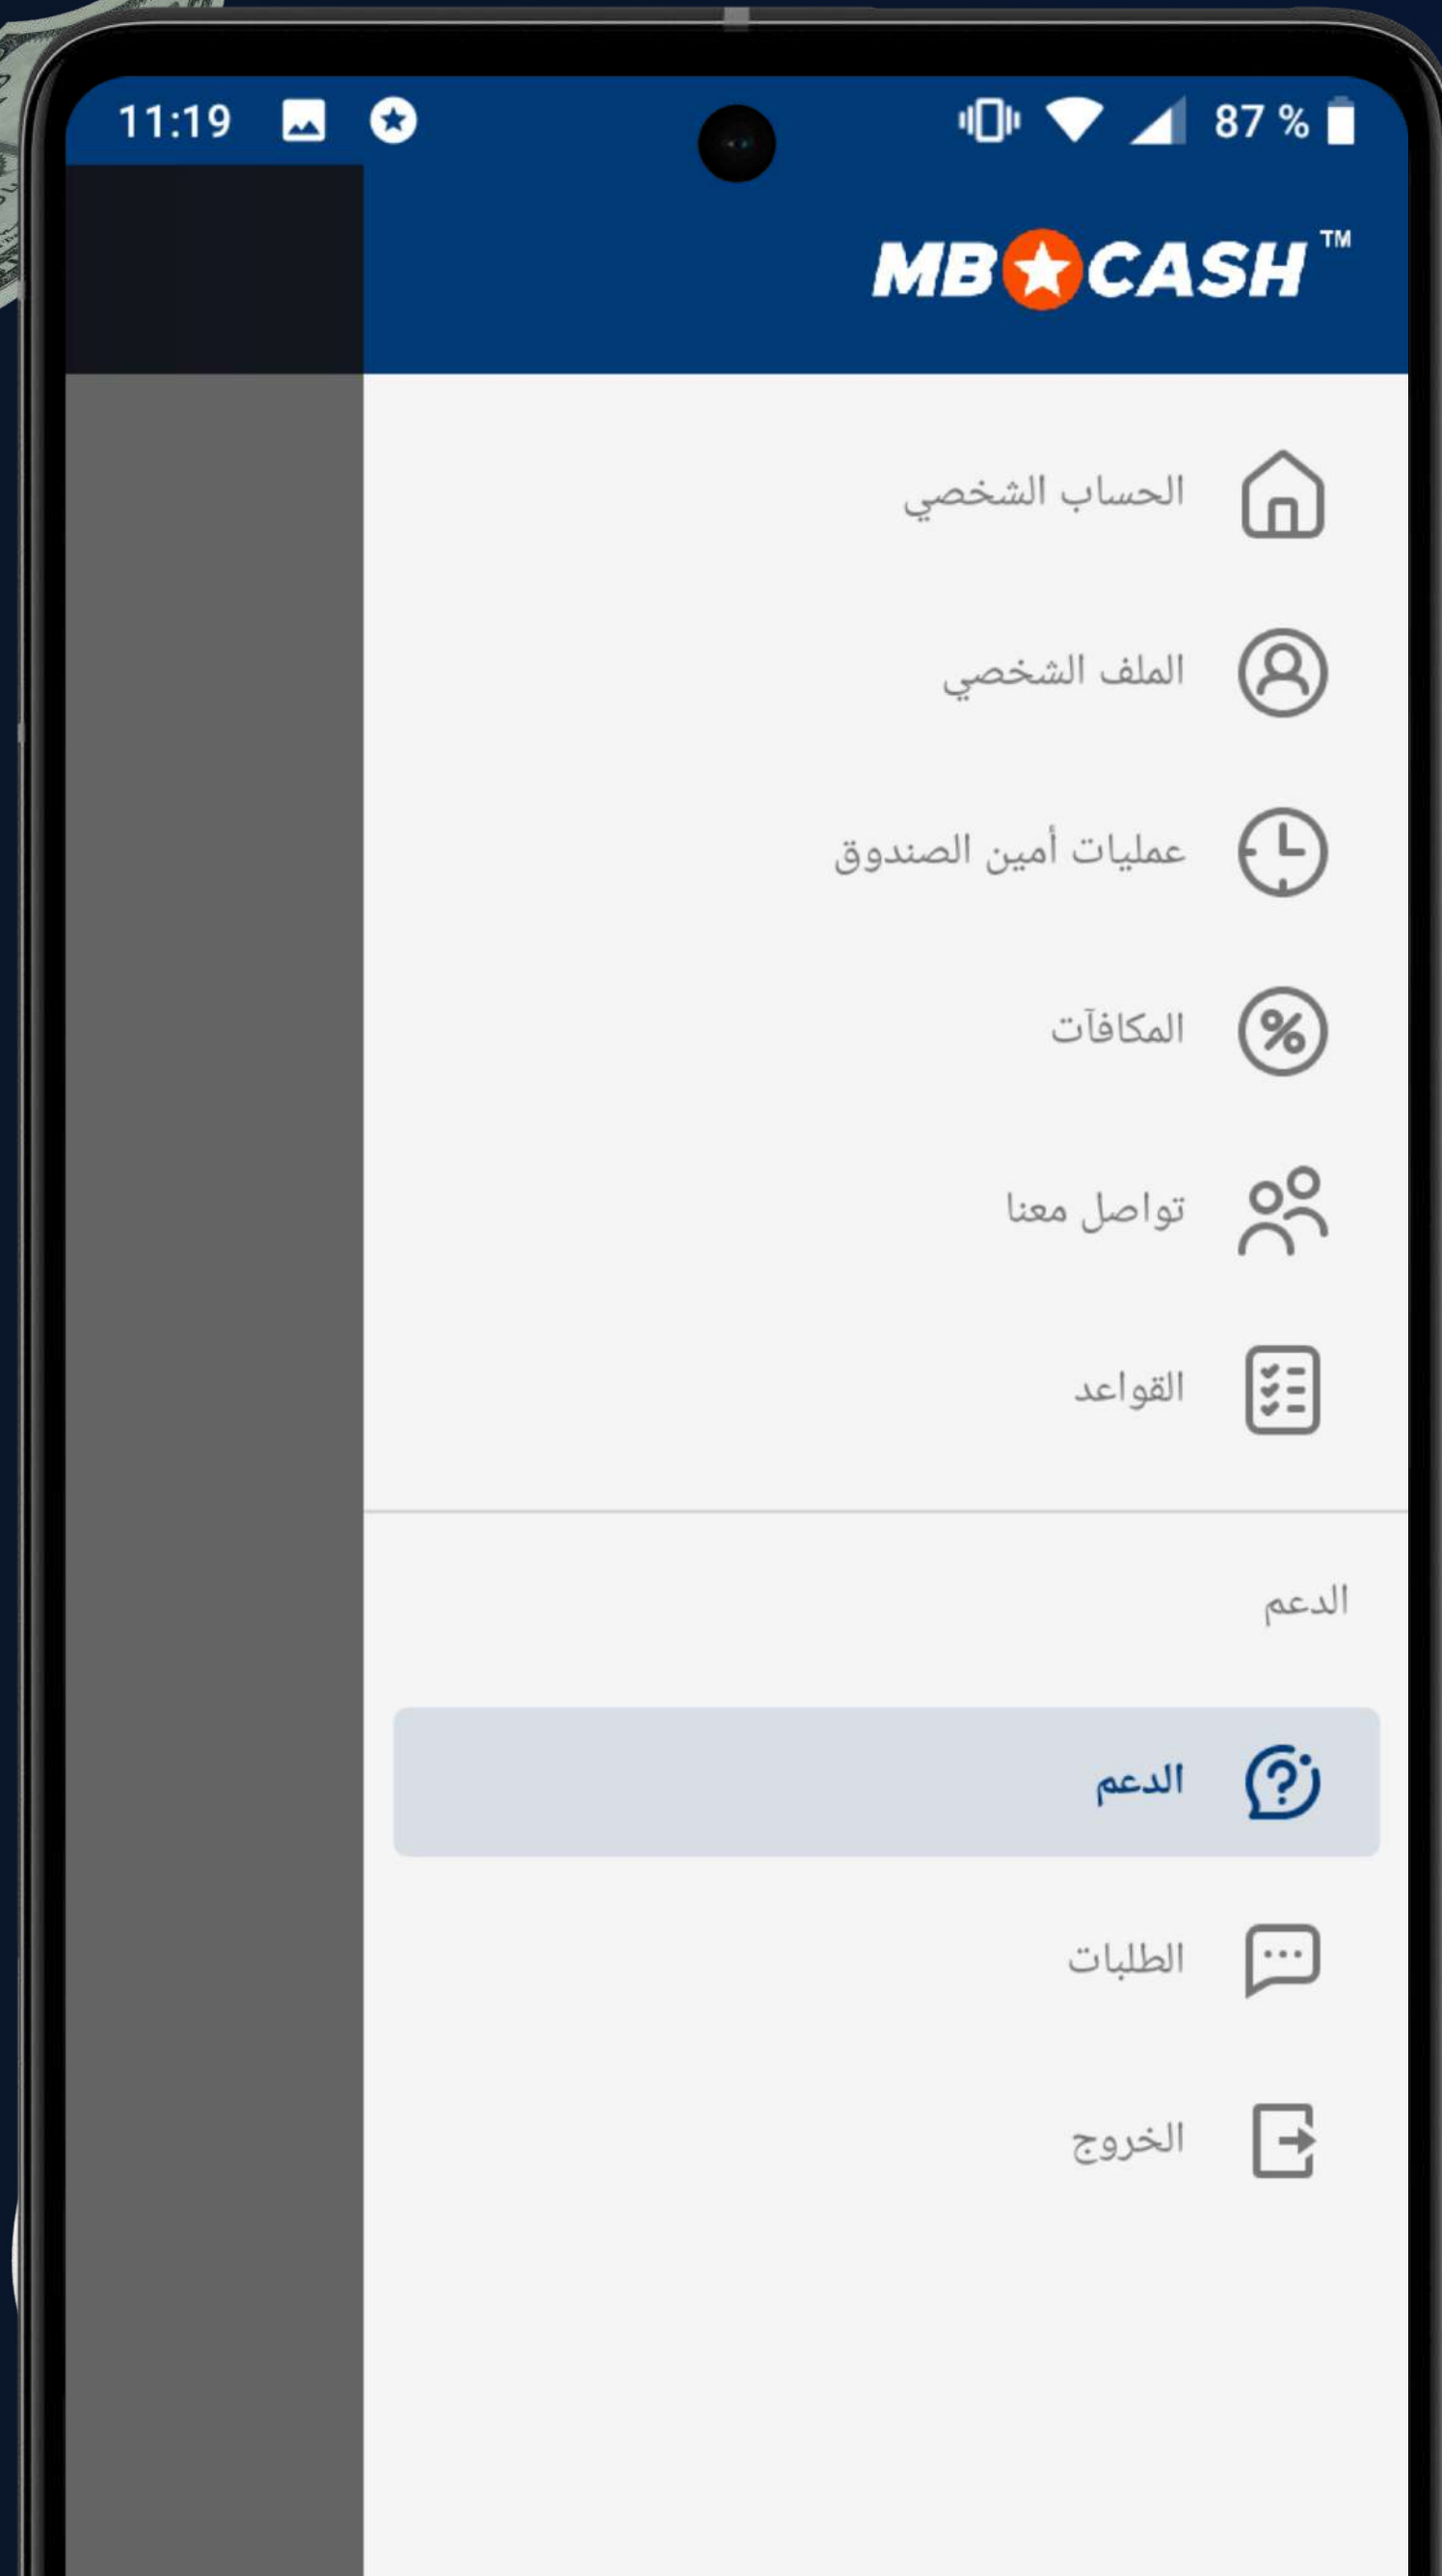 11:19
87 %
MB CASH™
الحساب الشخصي
الملف الشخصي
عمليات أمين الصندوق
المكافآت
تواصل معنا
القواعد
الدعم
الدعم
الطلبات
الخروج